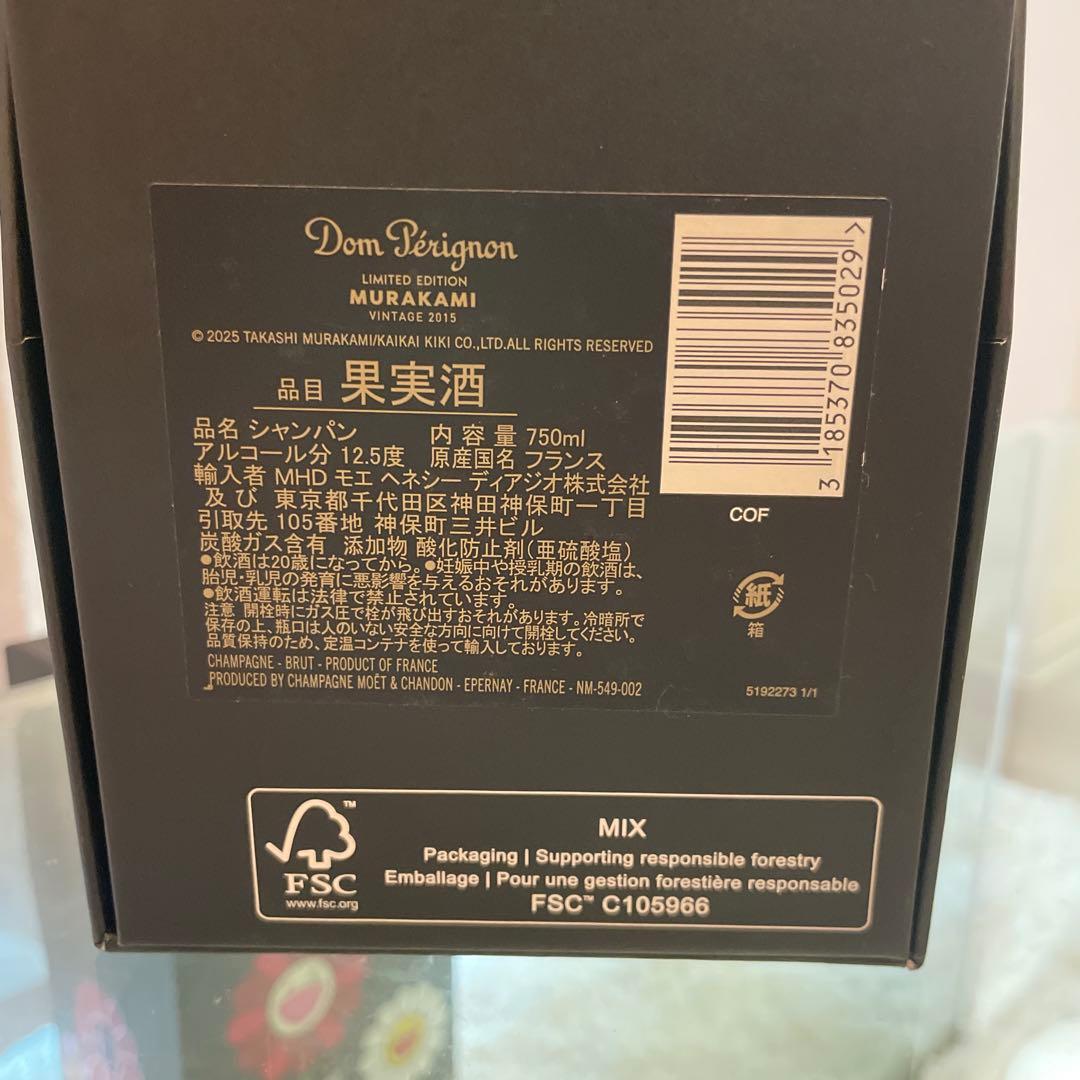 Dom Pérignon
LIMITED EDITION
MURAKAMI
VINTAGE 2015
© 2025 TAKASHI MURAKAMI/KAIKAI KIKI CO.,LTD.ALL RIGHTS RESERVED
品目 果実酒
品名 シャンパン 内容量 750ml
アルコール分 12.5度 原産国名 フランス
輸入者 MHD モエ ヘネシー ディアジオ株式会社
及び 東京都千代田区神田神保町一丁目
引取先 105番地 神保町三井ビル
炭酸ガス含有 添加物 酸化防止剤(亜硫酸塩)
●飲酒は20歳になってから。●妊娠中や授乳期の飲酒は、
胎児・乳児の発育に悪影響を与えるおそれがあります。
●飲酒運転は法律で禁止されています。
注意 開栓時にガス圧で栓が飛び出すおそれがあります。冷暗所で
保存の上、瓶口は人のいない安全な方向に向けて開栓してください。
品質保持のため、定温コンテナを使って輸入しております。
CHAMPAGNE - BRUT - PRODUCT OF FRANCE
PRODUCED BY CHAMPAGNE MOËT & CHANDON - EPERNAY - FRANCE - NM-549-002
3 185370 835029 >
COF
紙
箱
5192273 1/1
FSC™
www.fsc.org
MIX
Packaging | Supporting responsible forestry
Emballage | Pour une gestion forestière responsable
FSC™ C105966